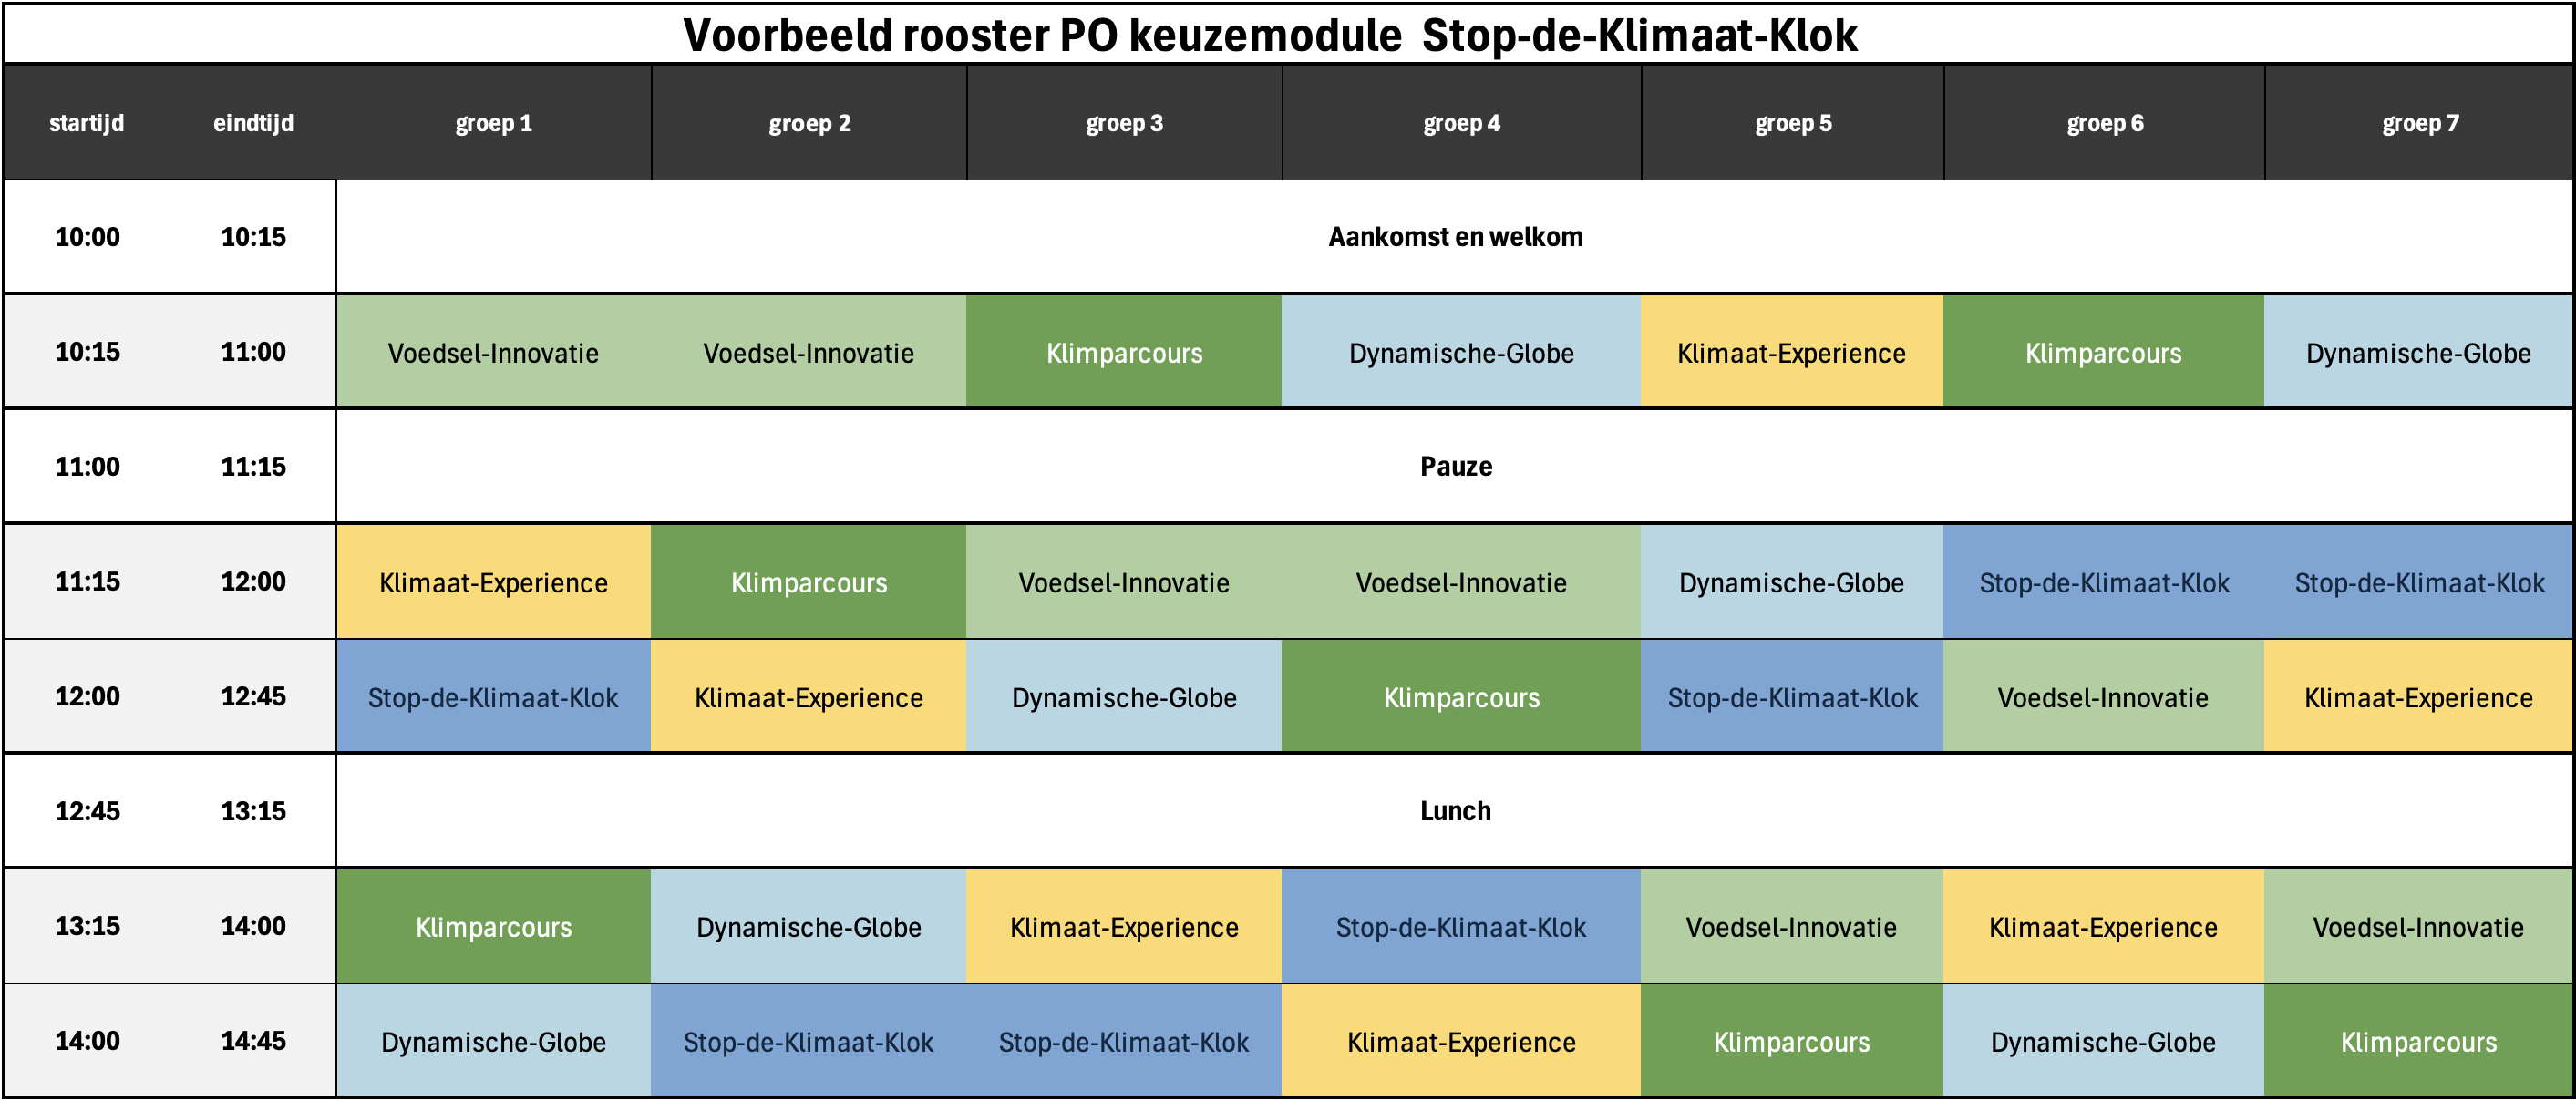 Voorbeeld rooster PO keuzemodule Stop-de-Klimaat-Klok
startijd eindtijd groep 1 groep 2 groep 3 groep 4 groep 5 groep 6 groep 7
10:00 10:15 Aankomst en welkom
10:15 11:00 Voedsel-Innovatie Voedsel-Innovatie Klimparcours Dynamische-Globe Klimaat-Experience Klimparcours Dynamische-Globe
11:00 11:15 Pauze
11:15 12:00 Klimaat-Experience Klimparcours Voedsel-Innovatie Voedsel-Innovatie Dynamische-Globe Stop-de-Klimaat-Klok Stop-de-Klimaat-Klok
12:00 12:45 Stop-de-Klimaat-Klok Klimaat-Experience Dynamische-Globe Klimparcours Stop-de-Klimaat-Klok Voedsel-Innovatie Klimaat-Experience
12:45 13:15 Lunch
13:15 14:00 Klimparcours Dynamische-Globe Klimaat-Experience Stop-de-Klimaat-Klok Voedsel-Innovatie Klimaat-Experience Voedsel-Innovatie
14:00 14:45 Dynamische-Globe Stop-de-Klimaat-Klok Stop-de-Klimaat-Klok Klimaat-Experience Klimparcours Dynamische-Globe Klimparcours